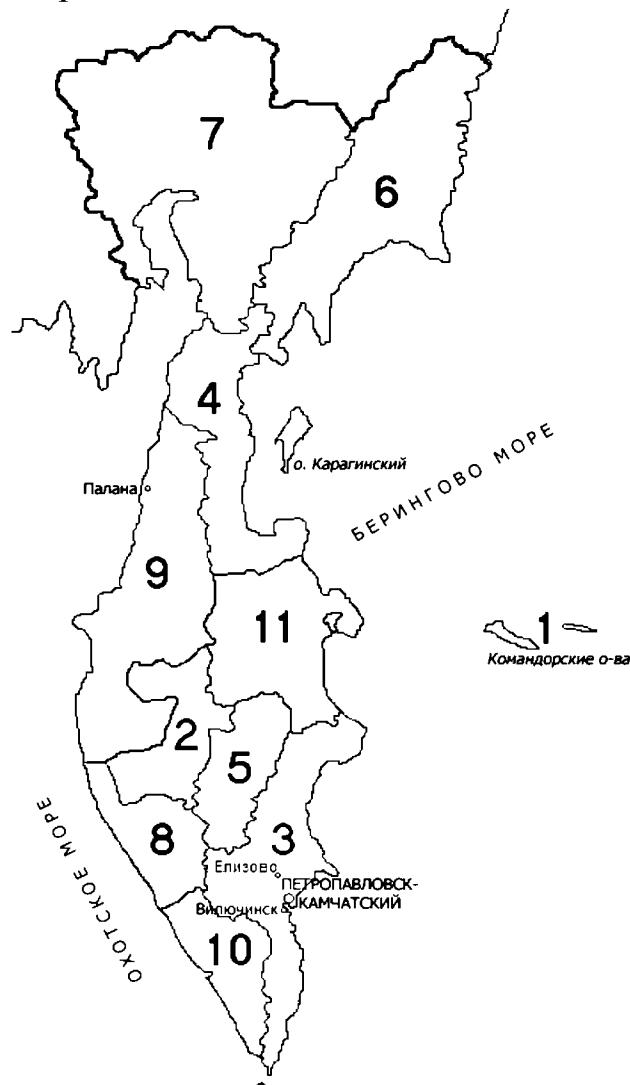 7
6
4
о. Карагинский
Палана
БЕРИНГОВО МОРЕ
9
11
1
Командорские о-ва
2
5
8
3
ОХОТСКОЕ МОРЕ
Елизово
ПЕТРОПАВЛОВСК-
КАМЧАТСКИЙ
Вилючинск
10